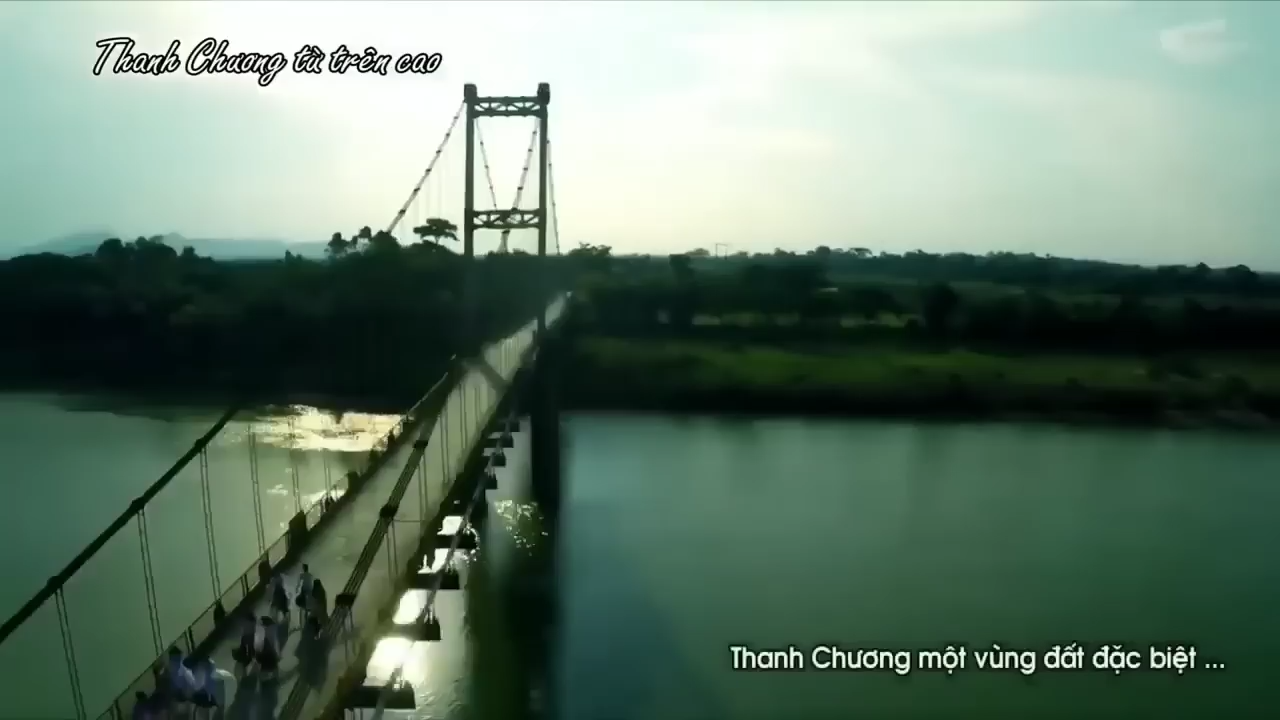 Thanh Chương từ trên cao
Thanh Chương một vùng đất đặc biệt ...